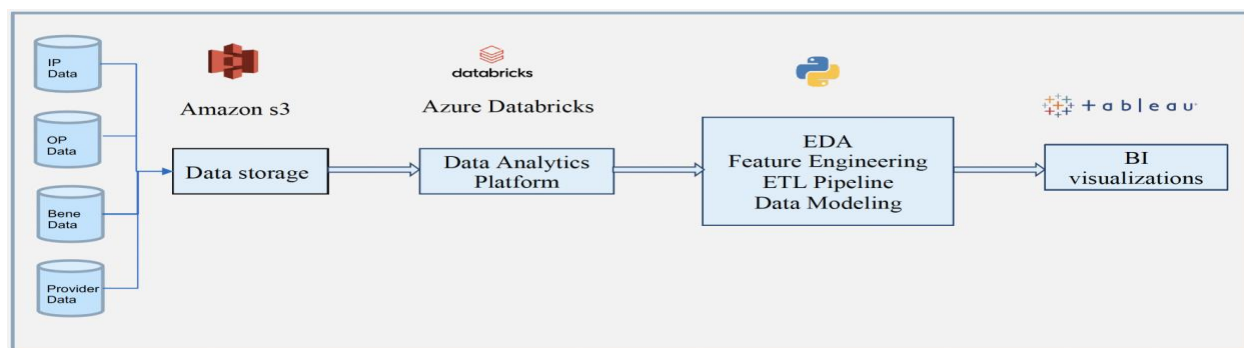 IP
Data
OP
Data
Bene
Data
Provider
Data
Amazon s3
Data storage
databricks
Azure Databricks
Data Analytics
Platform
EDA
Feature Engineering
ETL Pipeline
Data Modeling
+ableau
BI
visualizations